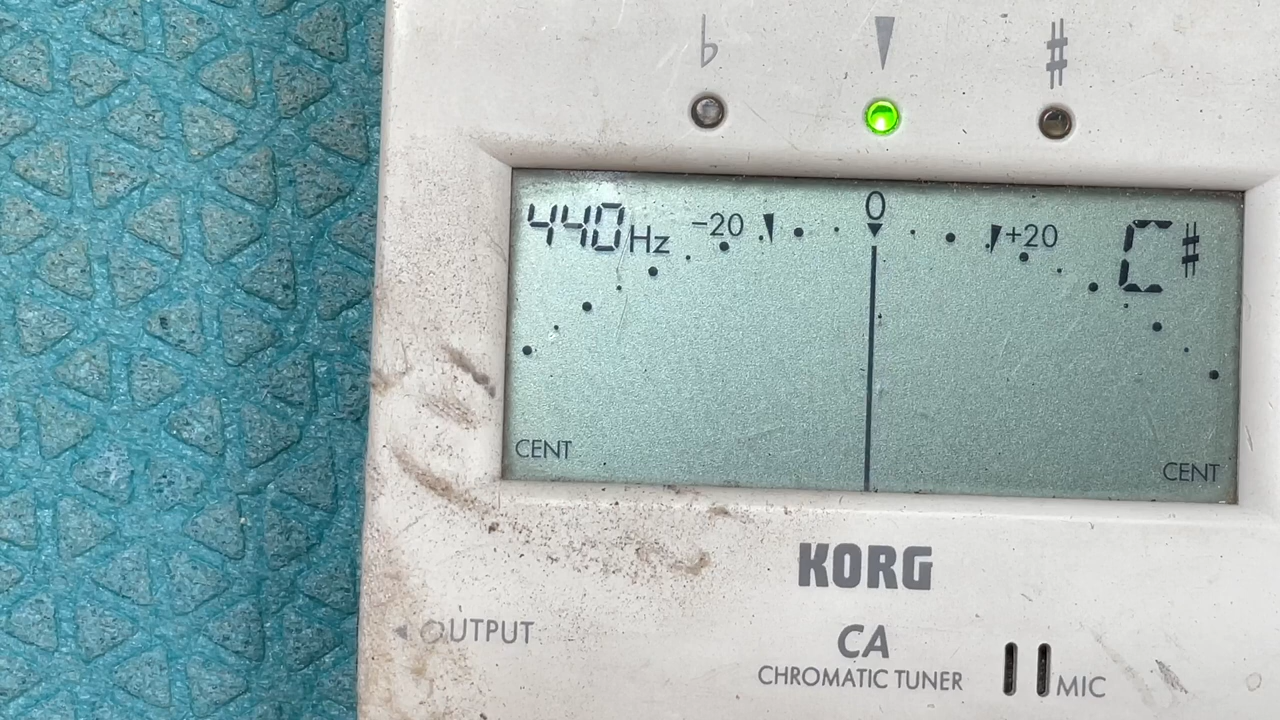 ♭ ♯
440Hz -20 0 +20 C♯
CENT CENT
KORG
OUTPUT
CA
CHROMATIC TUNER
MIC